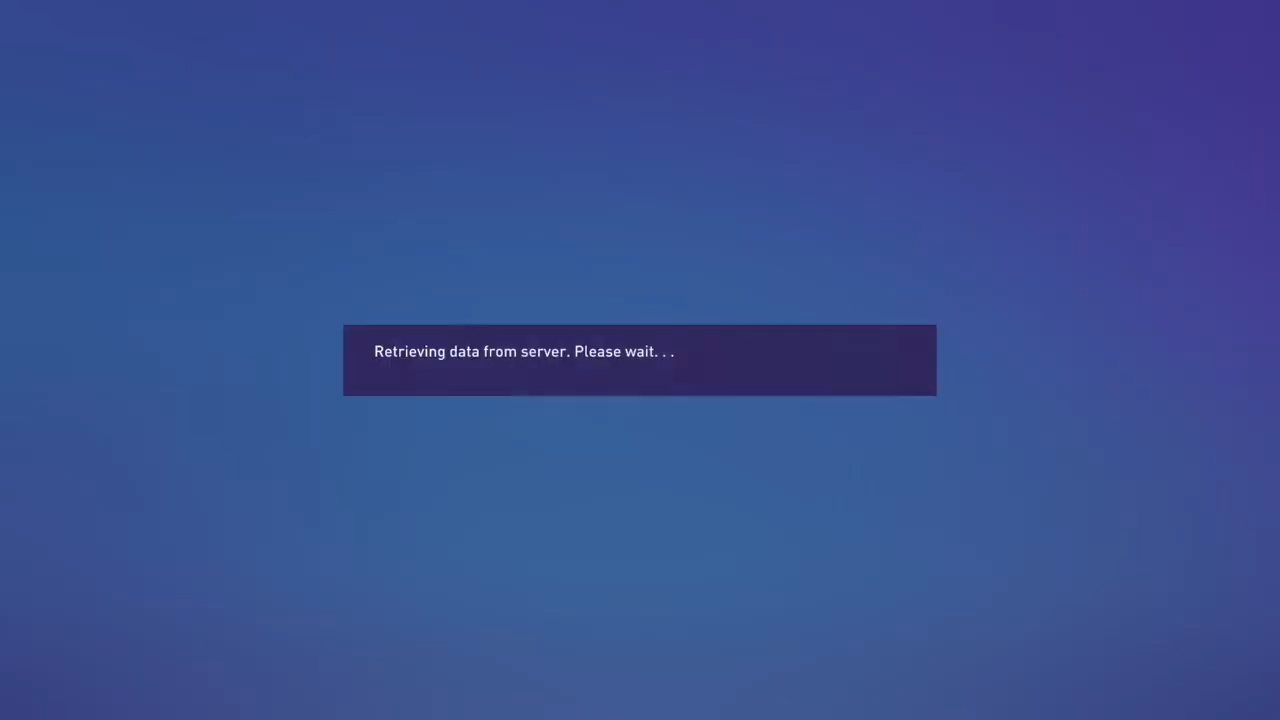 Retrieving data from server. Please wait. . .